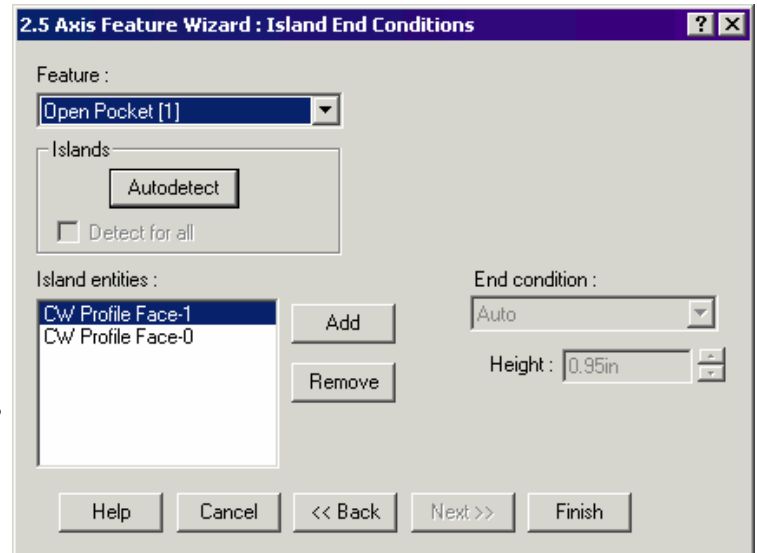 2.5 Axis Feature Wizard : Island End Conditions
Feature :
Open Pocket [1]
Islands
Autodetect
Detect for all
Island entities :
CW Profile Face-1
CW Profile Face-0
Add
Remove
End condition :
Auto
Height : 0.95in
Help Cancel << Back Next >> Finish